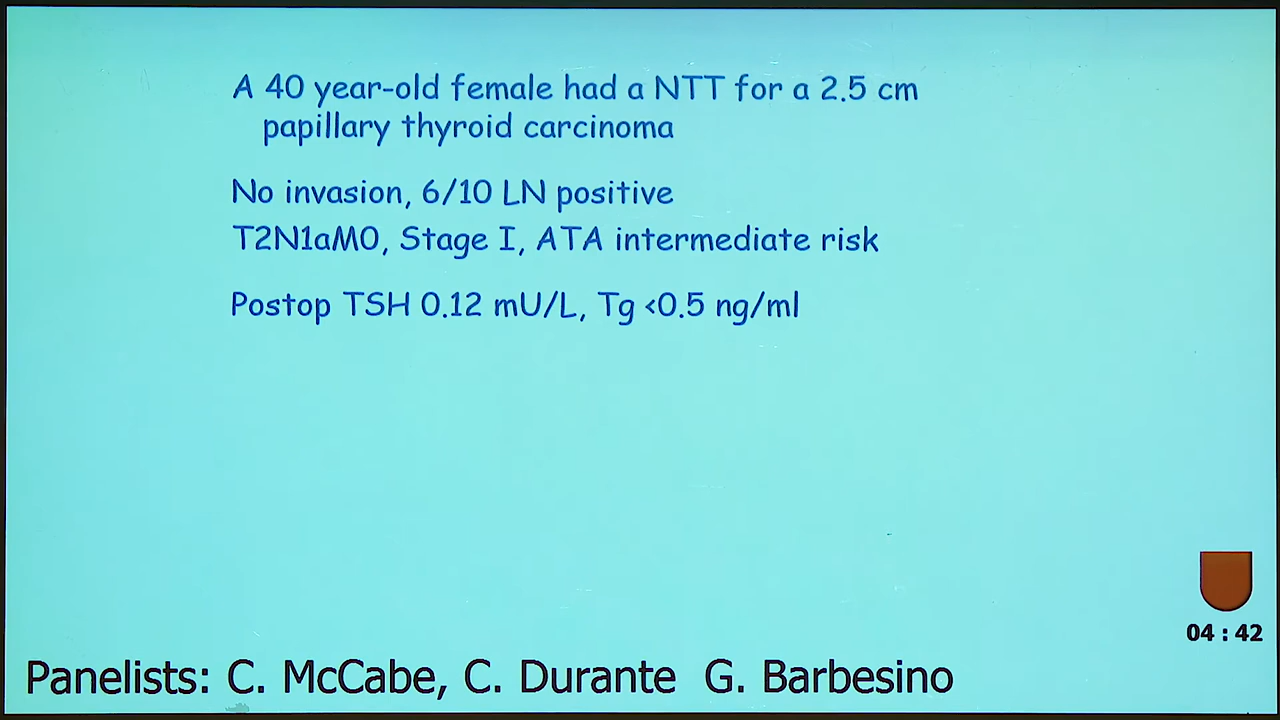 A 40 year-old female had a NTT for a 2.5 cm
papillary thyroid carcinoma
No invasion, 6/10 LN positive
T2N1aM0, Stage I, ATA intermediate risk
Postop TSH 0.12 mU/L, Tg <0.5 ng/ml
04 : 42
Panelists: C. McCabe, C. Durante G. Barbesino